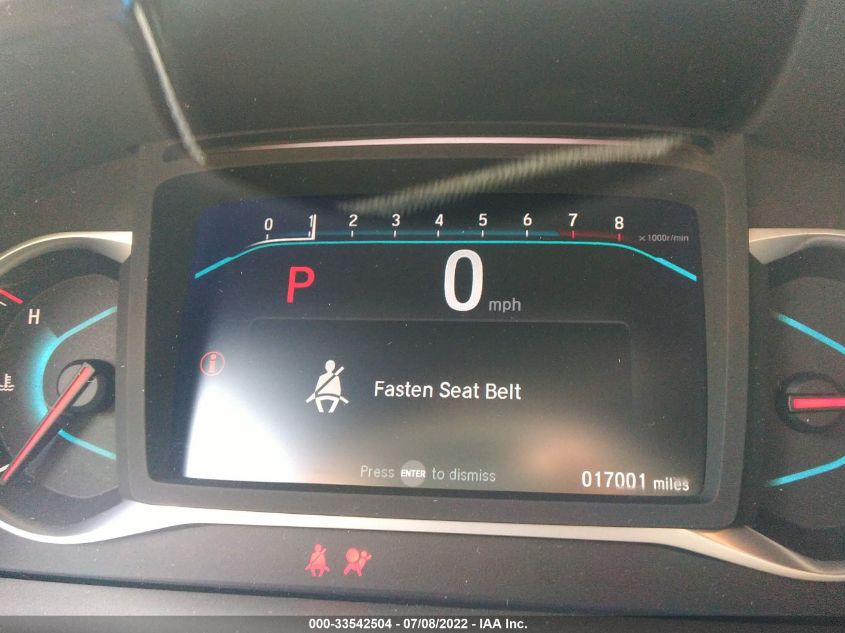 0 1 2 3 4 5 6 7 8
x1000r/min
P 0 mph
H
Fasten Seat Belt
Press ENTER to dismiss
017001 miles
000-33542504 - 07/08/2022 - IAA Inc.